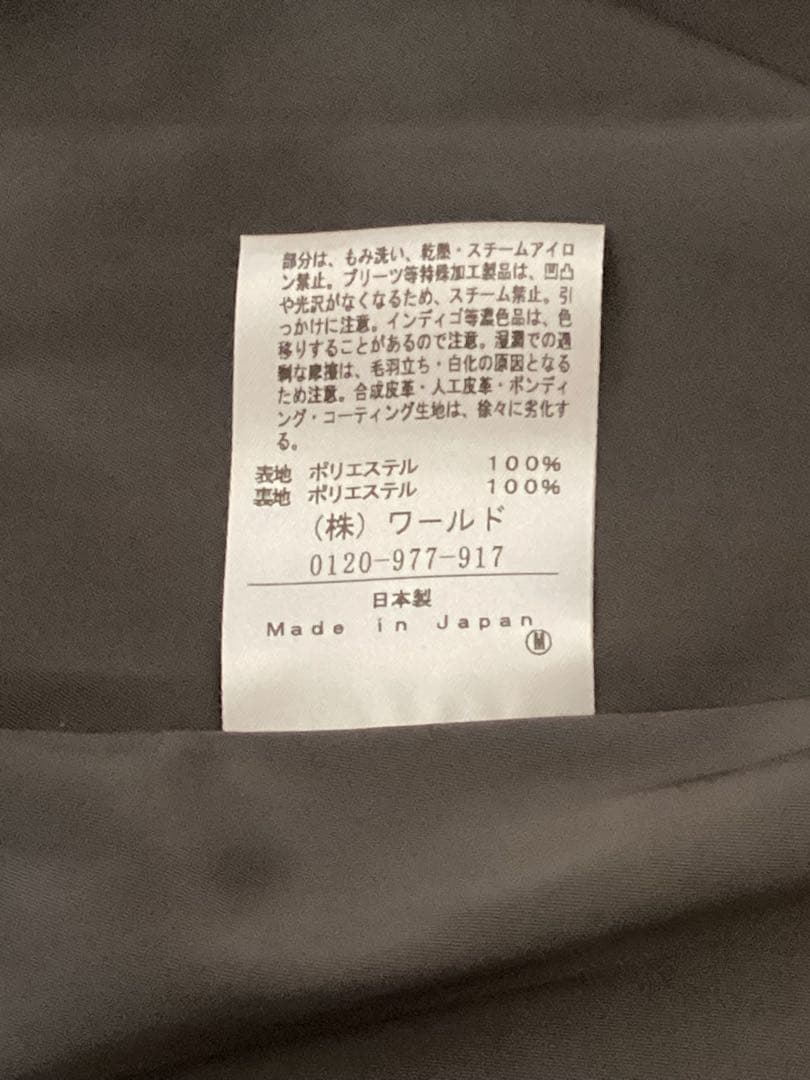 部分は、もみ洗い、乾熱・スチームアイロ
ン禁止。プリーツ等特殊加工製品は、凹凸
や光沢がなくなるため、スチーム禁止。引
っかけに注意。インディゴ等濃色品は、色
移りすることがあるので注意。湿潤での過
剰な摩擦は、毛羽立ち・白化の原因となる
ため注意。合成皮革・人工皮革・ボンディ
ング・コーティング生地は、徐々に劣化す
る。
表地 ポリエステル 100%
裏地 ポリエステル 100%
(株) ワールド
0120-977-917
日本製
Made in Japan
Ⓜ